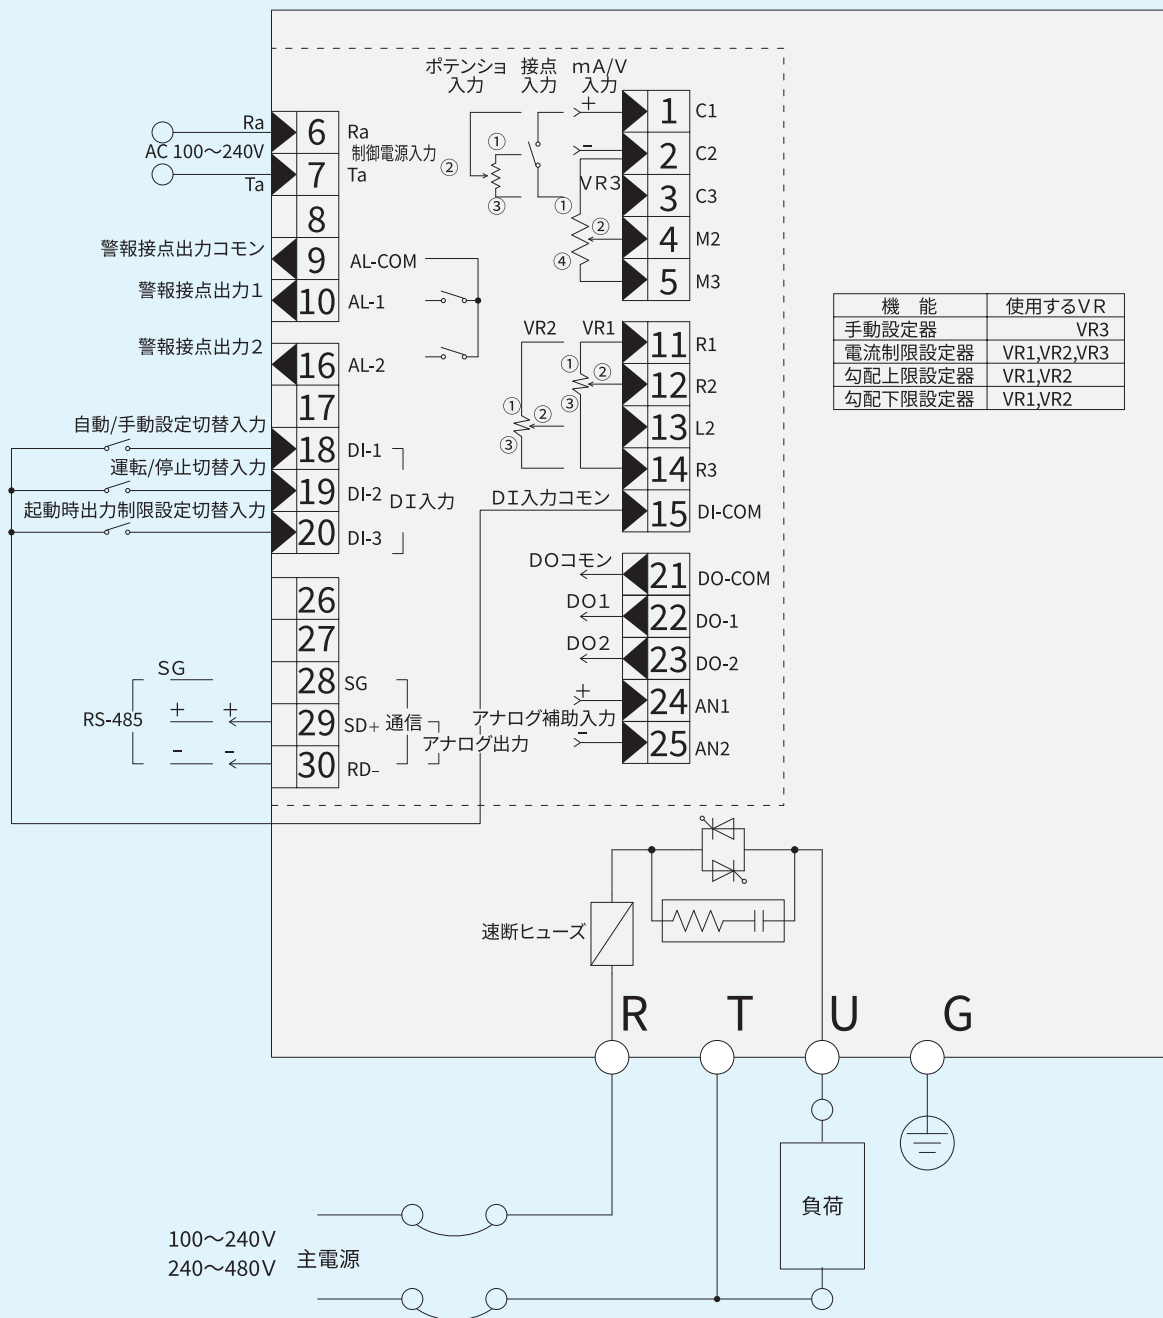 ポテンショ 接点 mA/V
入力 入力 入力
+
-
①
②
③
VR3
①
②
④
1 C1
2 C2
3 C3
4 M2
5 M3
Ra
AC 100～240V
Ta
6 Ra
制御電源入力
7 Ta
8
警報接点出力コモン 9 AL-COM
警報接点出力1 10 AL-1
警報接点出力2 16 AL-2
17
自動/手動設定切替入力 18 DI-1
運転/停止切替入力 19 DI-2
DI入力
起動時出力制限設定切替入力 20 DI-3
VR2 VR1
①
②
③
①
②
③
11 R1
12 R2
13 L2
14 R3
DI入力コモン 15 DI-COM
機 能 使用するVR
手動設定器 VR3
電流制限設定器 VR1,VR2,VR3
勾配上限設定器 VR1,VR2
勾配下限設定器 VR1,VR2
DOコモン 21 DO-COM
DO1 22 DO-1
DO2 23 DO-2
+ 24 AN1
アナログ補助入力
- 25 AN2
26
27
SG 28 SG
RS-485
+ + 29 SD+ 通信
アナログ出力
- - 30 RD-
速断ヒューズ
R T U G
負荷
100～240V
240～480V
主電源